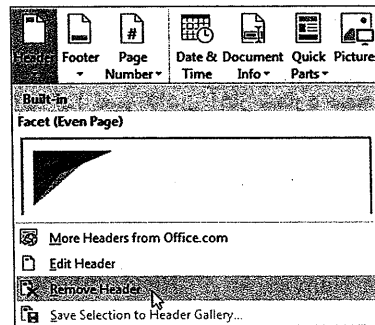 Header Footer Page Number Date & Time Document Info Quick Parts Picture
Built-in
Facet (Even Page)
More Headers from Office.com
Edit Header
Remove Header
Save Selection to Header Gallery...